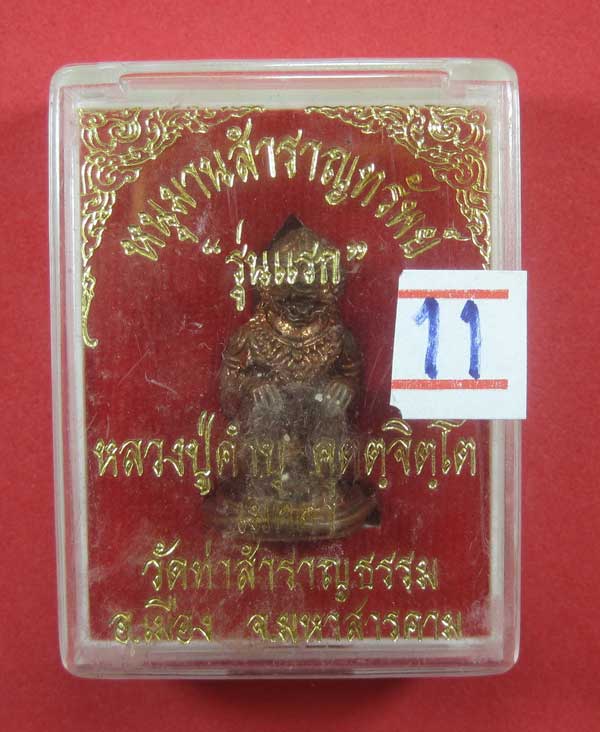 หนุมานสำราญทรัพย์
"รุ่นแรก"
11
หลวงปู่คำบุ คุตฺตจิตฺโต
วัดท่าสำราญธรรม
อ.เมือง จ.มหาสารคาม